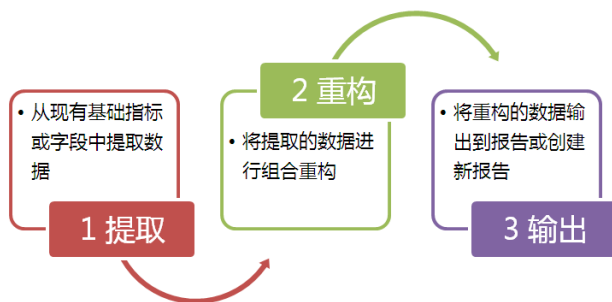 • 从现有基础指标
或字段中提取数
据
1 提取
2 重构
• 将提取的数据进
行组合重构
• 将重构的数据输
出到报告或创建
新报告
3 输出